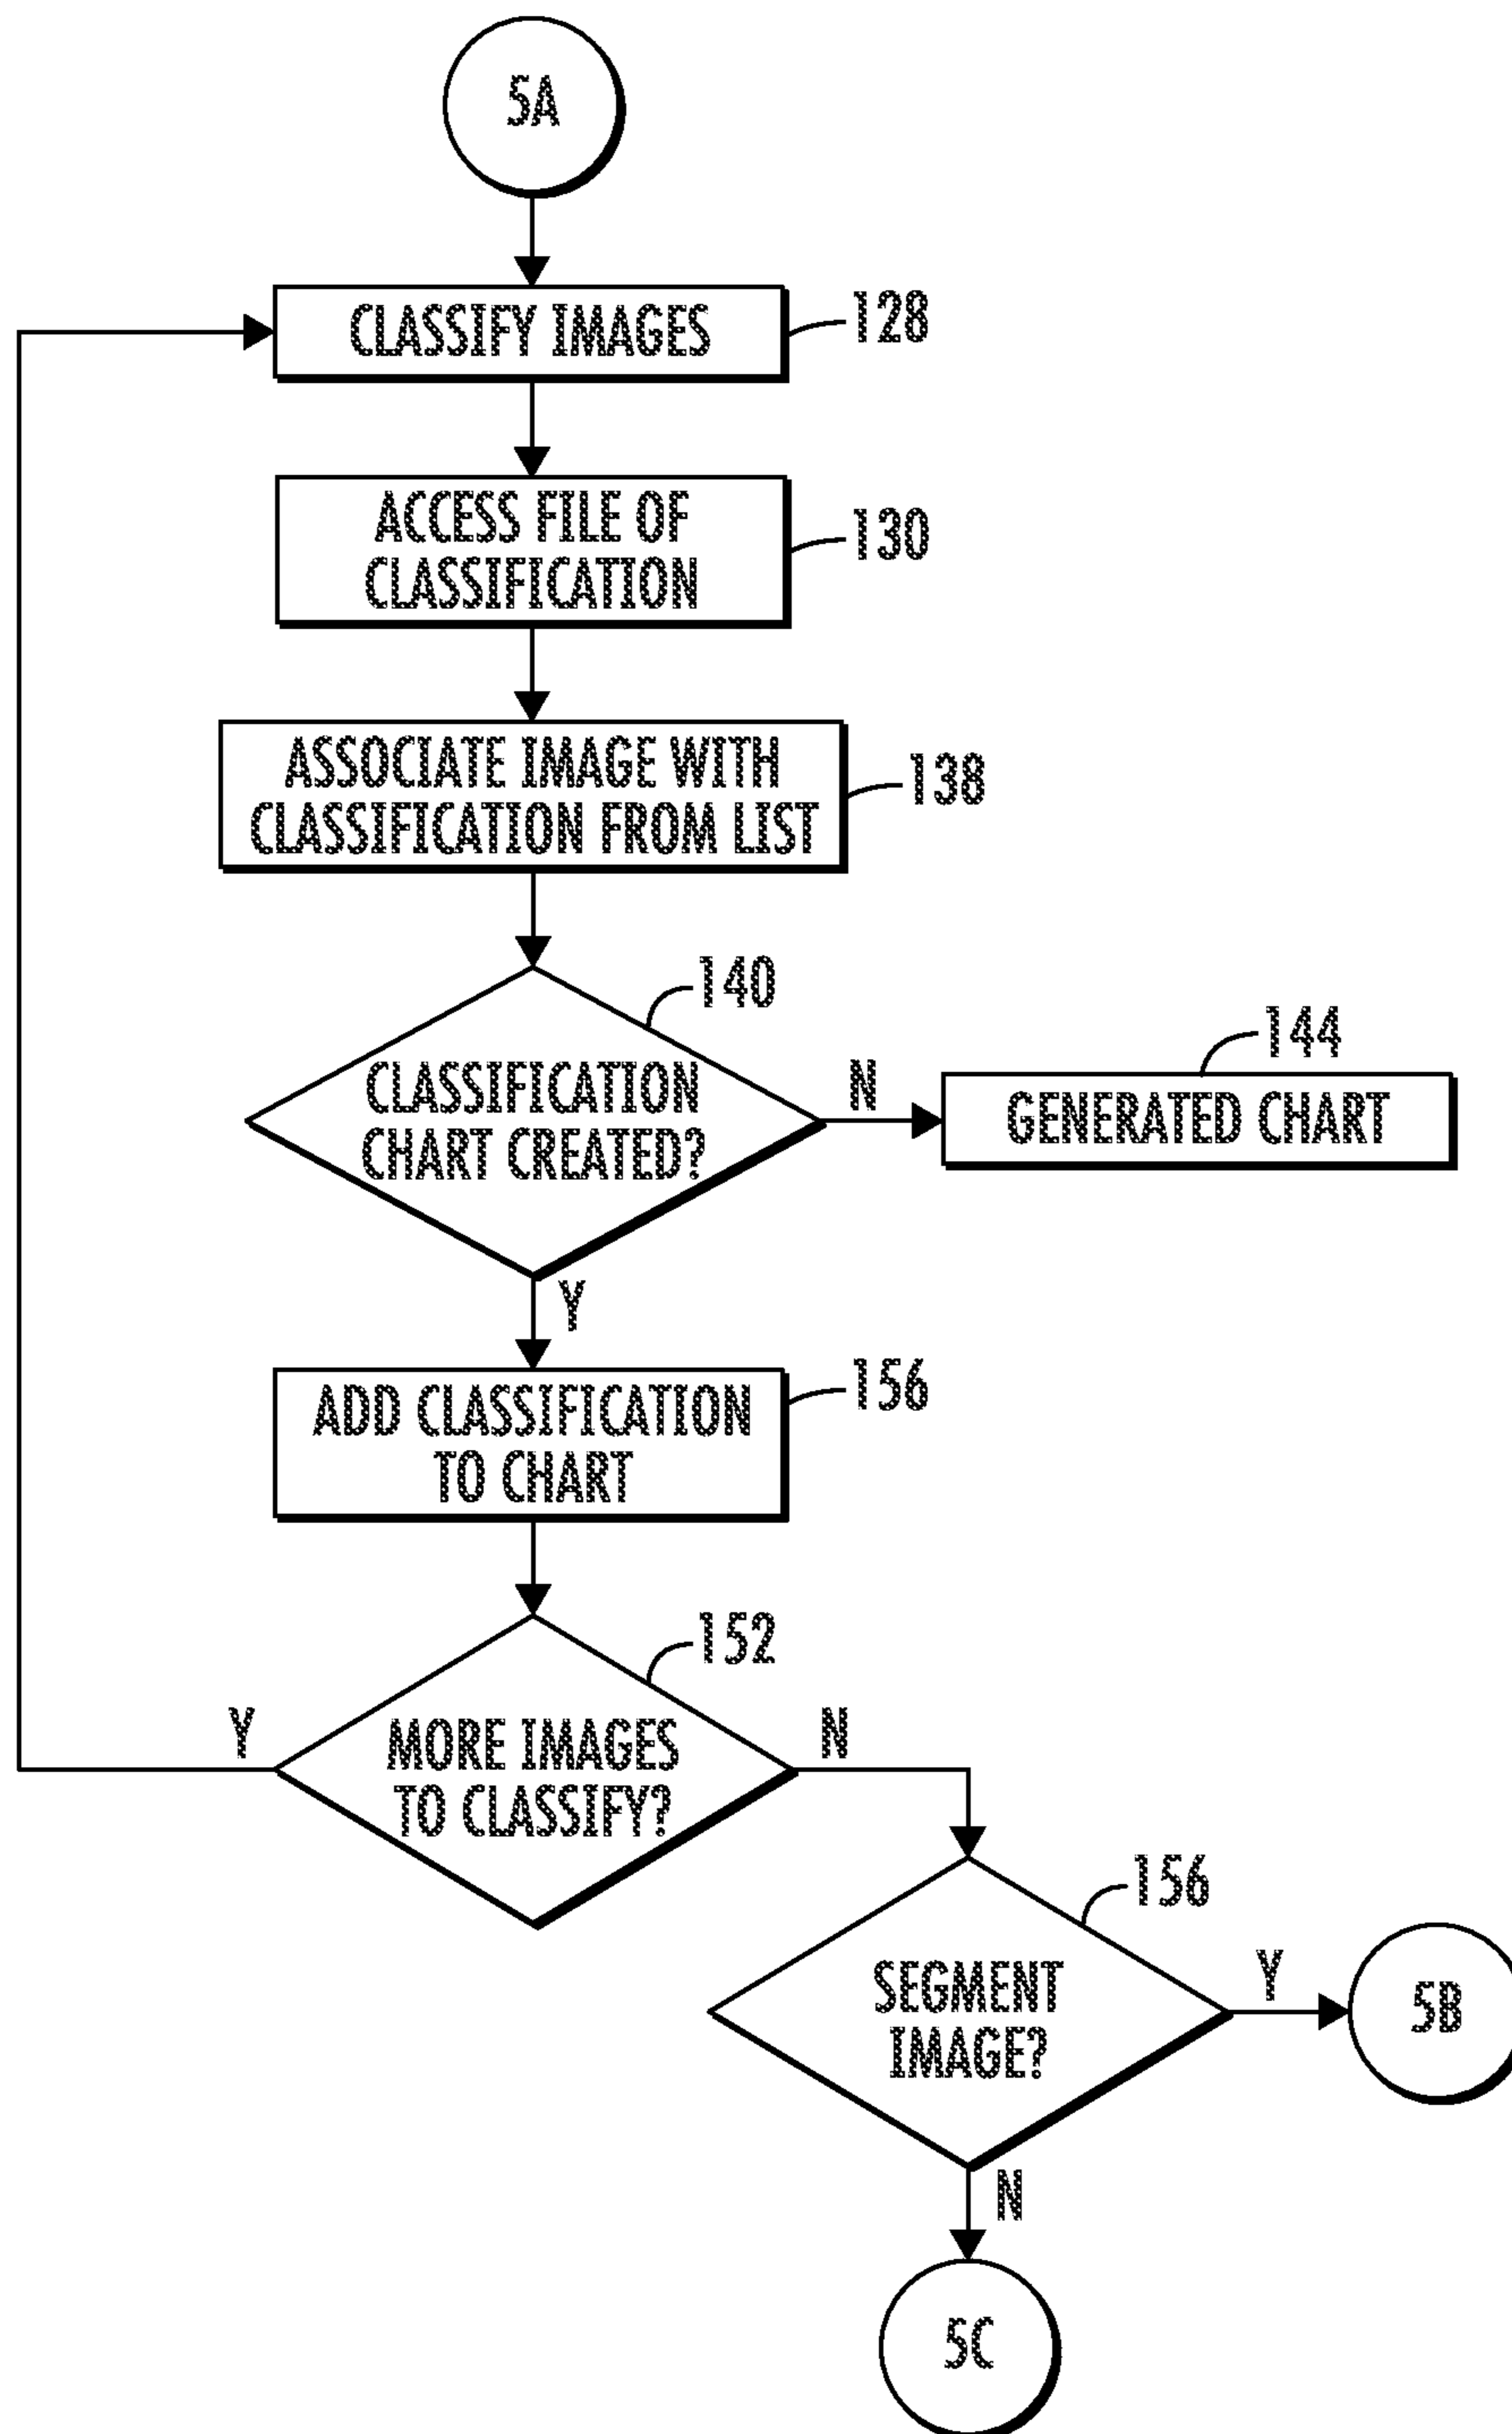 5A
CLASSIFY IMAGES
128
ACCESS FILE OF
CLASSIFICATION
130
ASSOCIATE IMAGE WITH
CLASSIFICATION FROM LIST
138
140
CLASSIFICATION
CHART CREATED?
N
144
GENERATED CHART
Y
ADD CLASSIFICATION
TO CHART
156
152
MORE IMAGES
TO CLASSIFY?
Y
N
156
SEGMENT
IMAGE?
Y
5B
N
5C